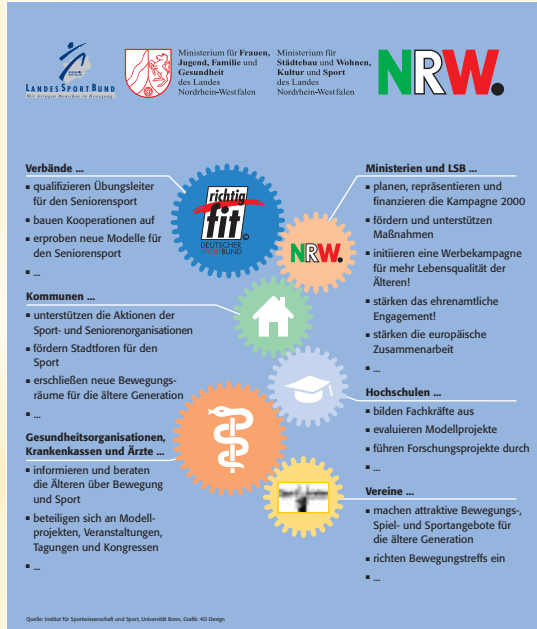 LANDESSPORTBUND
Wir bringen Menschen in Bewegung
Ministerium für Frauen,
Jugend, Familie und
Gesundheit
des Landes
Nordrhein-Westfalen
Ministerium für
Städtebau und Wohnen,
Kultur und Sport
des Landes
Nordrhein-Westfalen
NRW.
Verbände ...
▪ qualifizieren Übungsleiter
für den Seniorensport
▪ bauen Kooperationen auf
▪ erproben neue Modelle für
den Seniorensport
▪ ...
richtig
fit.
DEUTSCHER
SPORTBUND
NRW.
Ministerien und LSB ...
▪ planen, repräsentieren und
finanzieren die Kampagne 2000
▪ fördern und unterstützen
Maßnahmen
▪ initiieren eine Werbekampagne
für mehr Lebensqualität der
Älteren!
▪ stärken das ehrenamtliche
Engagement!
▪ stärken die europäische
Zusammenarbeit
▪ ...
Kommunen ...
▪ unterstützen die Aktionen der
Sport- und Seniorenorganisationen
▪ fördern Stadtforen für den
Sport
▪ erschließen neue Bewegungs-
räume für die ältere Generation
▪ ...
Hochschulen ...
▪ bilden Fachkräfte aus
▪ evaluieren Modellprojekte
▪ führen Forschungsprojekte durch
▪ ...
Gesundheitsorganisationen,
Krankenkassen und Ärzte ...
▪ informieren und beraten
die Älteren über Bewegung
und Sport
▪ beteiligen sich an Modell-
projekten, Veranstaltungen,
Tagungen und Kongressen
▪ ...
Vereine ...
▪ machen attraktive Bewegungs-,
Spiel- und Sportangebote für
die ältere Generation
▪ richten Bewegungstreffs ein
▪ ...
Quelle: Institut für Sportwissenschaft und Sport, Universität Bonn, Grafik: 4D Design